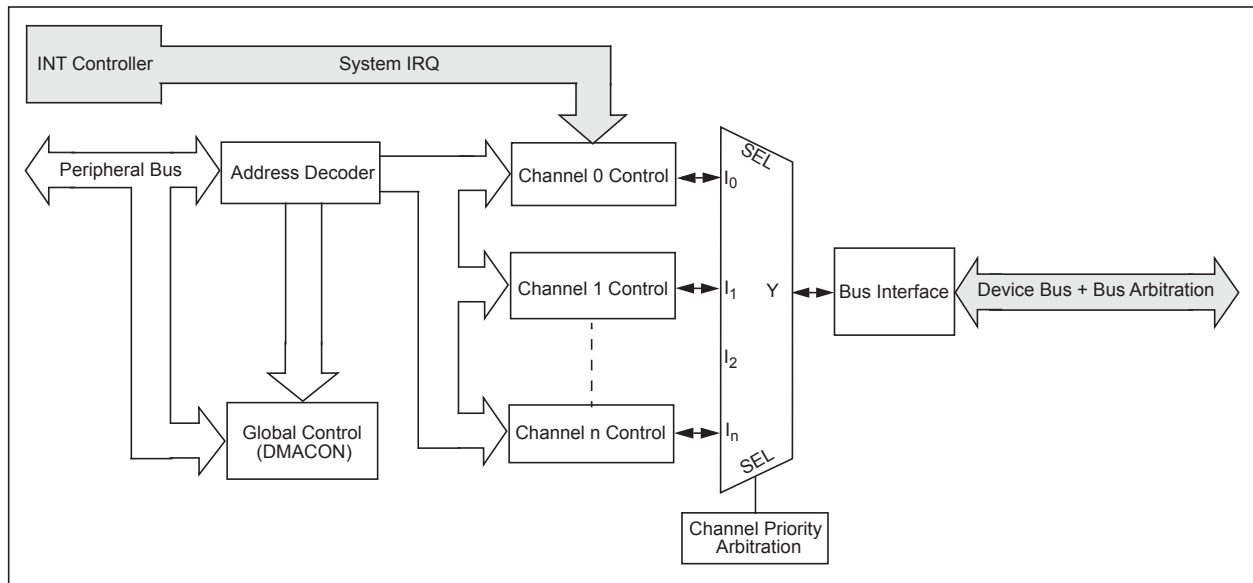 INT Controller
System IRQ
Peripheral Bus
Address Decoder
Channel 0 Control
SEL
I0
Channel 1 Control
I1
Y
Bus Interface
Device Bus + Bus Arbitration
I2
Global Control
(DMACON)
Channel n Control
In
SEL
Channel Priority
Arbitration